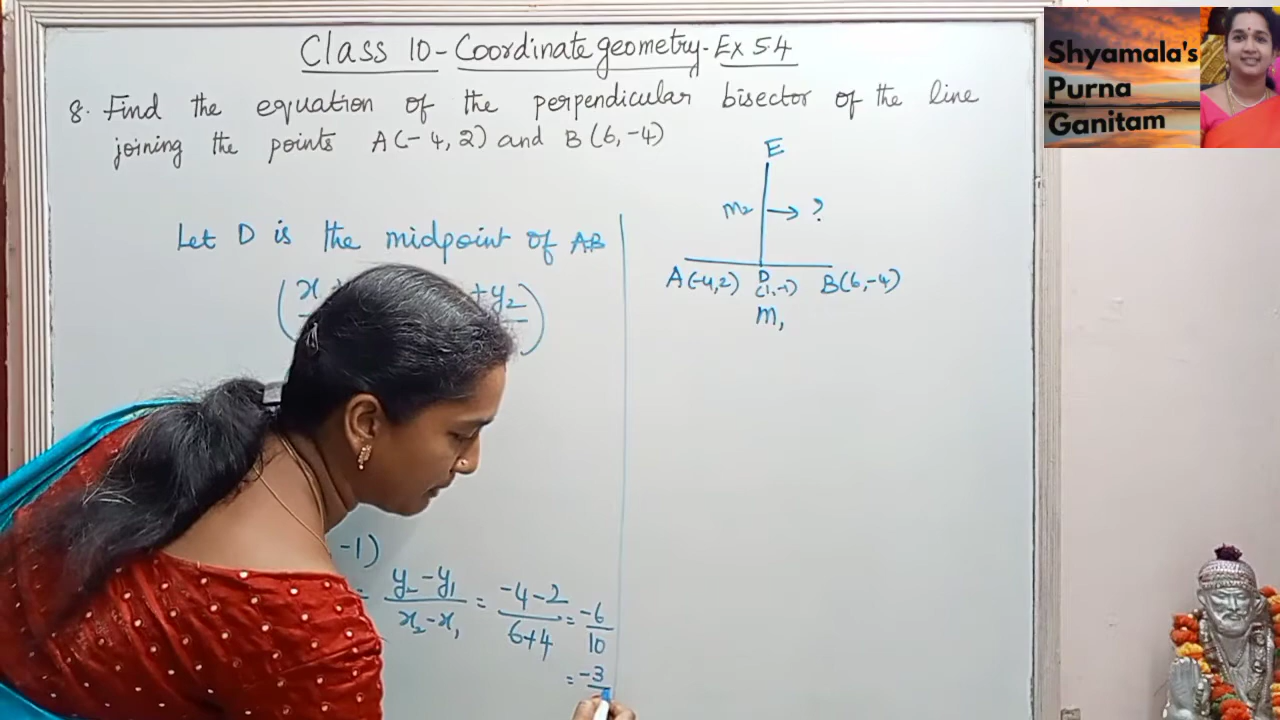 Class 10 - Coordinate geometry - Ex 5.4
8. Find the equation of the perpendicular bisector of the line
joining the points A(-4, 2) and B(6, -4)
Shyamala's
Purna
Ganitam
Let D is the midpoint of AB
+y₂
-1)
y₂-y₁ / x₂-x₁ = -4-2 / 6+4 = -6/10
= -3
E
m₂ → ?
A(-4,2) D B(6,-4)
(1,-1)
m₁